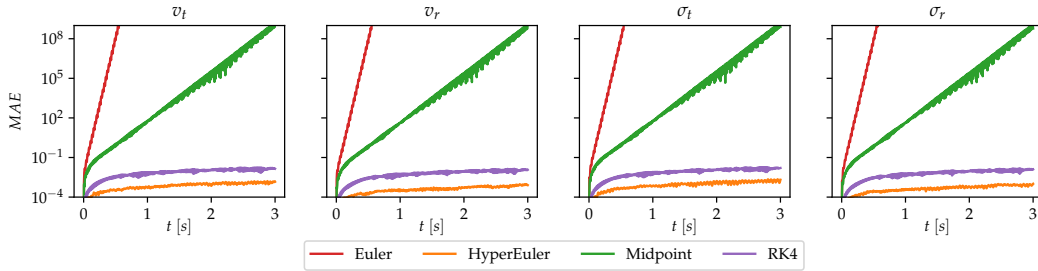 v_t v_r σ_t σ_r
MAE
10^8
10^5
10^2
10^−1
10^−4
0 1 2 3 0 1 2 3 0 1 2 3 0 1 2 3
t [s] t [s] t [s] t [s]
Euler HyperEuler Midpoint RK4